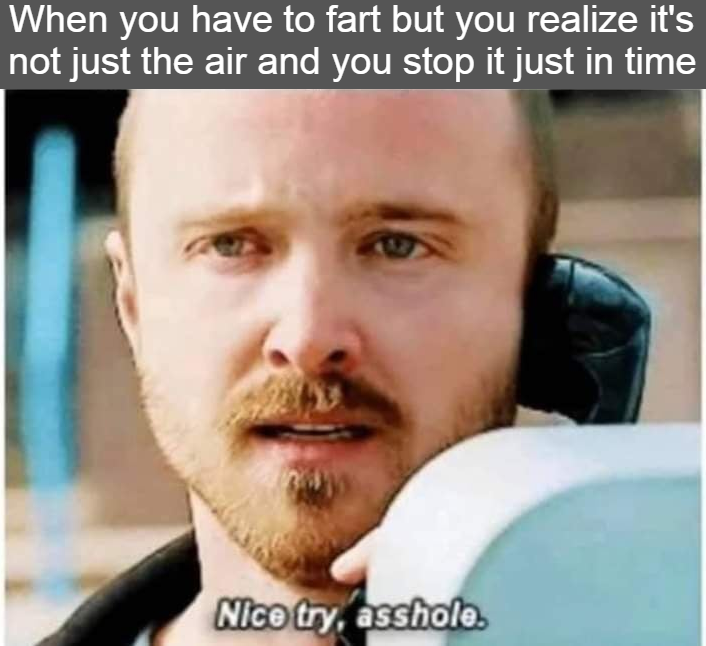 When you have to fart but you realize it's
not just the air and you stop it just in time
Nice try, asshole.